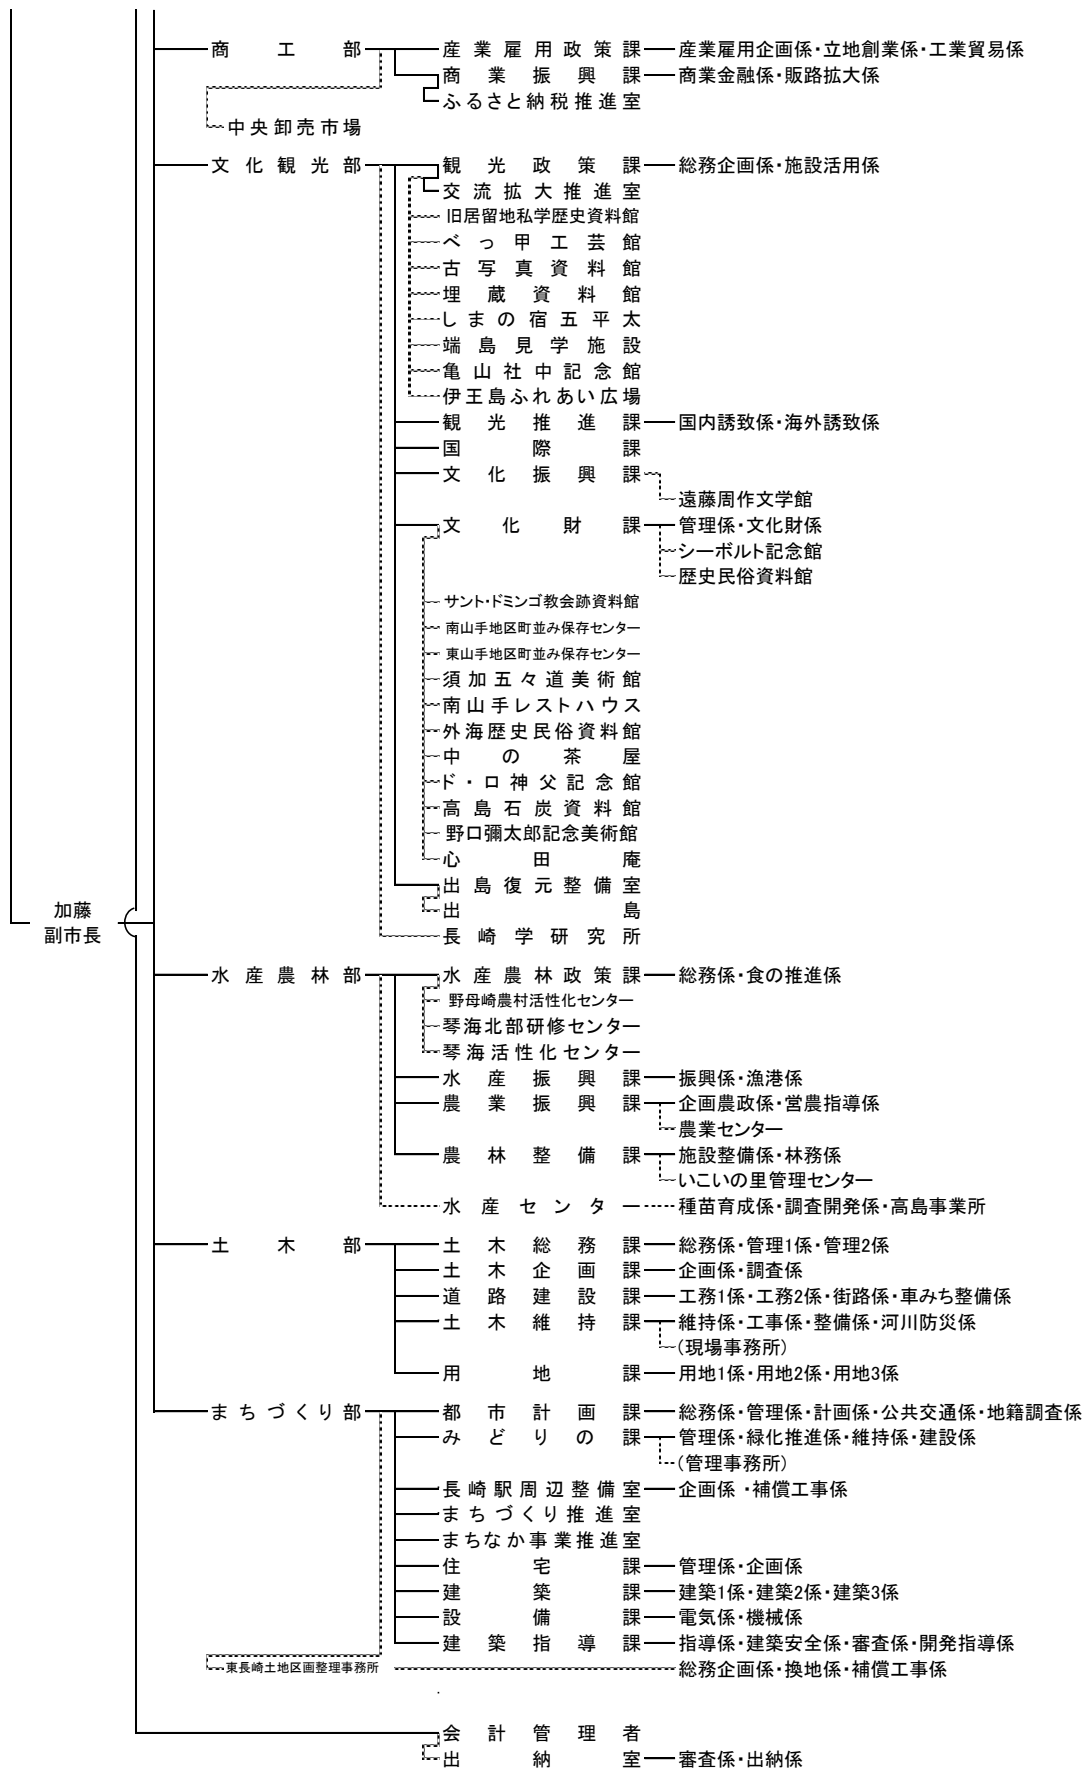 商工部 産業雇用政策課 産業雇用企画係・立地創業係・工業貿易係
商業振興課 商業金融係・販路拡大係
ふるさと納税推進室
中央卸売市場
文化観光部 観光政策課 総務企画係・施設活用係
交流拡大推進室
旧居留地私学歴史資料館
べっ甲工芸館
古写真資料館
埋蔵資料館
しまの宿五平太
端島見学施設
亀山社中記念館
伊王島ふれあい広場
観光推進課 国内誘致係・海外誘致係
国際課
文化振興課
遠藤周作文学館
文化財課 管理係・文化財係
シーボルト記念館
歴史民俗資料館
サント・ドミンゴ教会跡資料館
南山手地区町並み保存センター
東山手地区町並み保存センター
須加五々道美術館
南山手レストハウス
外海歴史民俗資料館
中の茶屋
ド・ロ神父記念館
高島石炭資料館
野口彌太郎記念美術館
心田庵
出島復元整備室
加藤
副市長
出島
長崎学研究所
水産農林部 水産農林政策課 総務係・食の推進係
野母崎農村活性化センター
琴海北部研修センター
琴海活性化センター
水産振興課 振興係・漁港係
農業振興課 企画農政係・営農指導係
農業センター
農林整備課 施設整備係・林務係
いこいの里管理センター
水産センター 種苗育成係・調査開発係・高島事業所
土木部 土木総務課 総務係・管理1係・管理2係
土木企画課 企画係・調査係
道路建設課 工務1係・工務2係・街路係・車みち整備係
土木維持課 維持係・工事係・整備係・河川防災係
(現場事務所)
用地課 用地1係・用地2係・用地3係
まちづくり部 都市計画課 総務係・管理係・計画係・公共交通係・地籍調査係
みどりの課 管理係・緑化推進係・維持係・建設係
(管理事務所)
長崎駅周辺整備室 企画係・補償工事係
まちづくり推進室
まちなか事業推進室
住宅課 管理係・企画係
建築課 建築1係・建築2係・建築3係
設備課 電気係・機械係
建築指導課 指導係・建築安全係・審査係・開発指導係
東長崎土地区画整理事務所 総務企画係・換地係・補償工事係
会計管理者
出納室 審査係・出納係